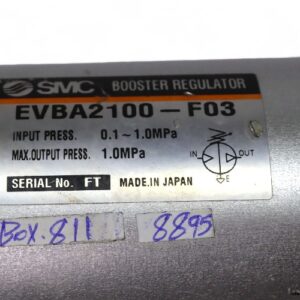 SMC BOOSTER REGULATOR
EVBA2100-F03
INPUT PRESS. 0.1~1.0MPa
MAX.OUTPUT PRESS. 1.0MPa
IN OUT
E
SERIAL No. FT MADE IN JAPAN
Box.811 8895